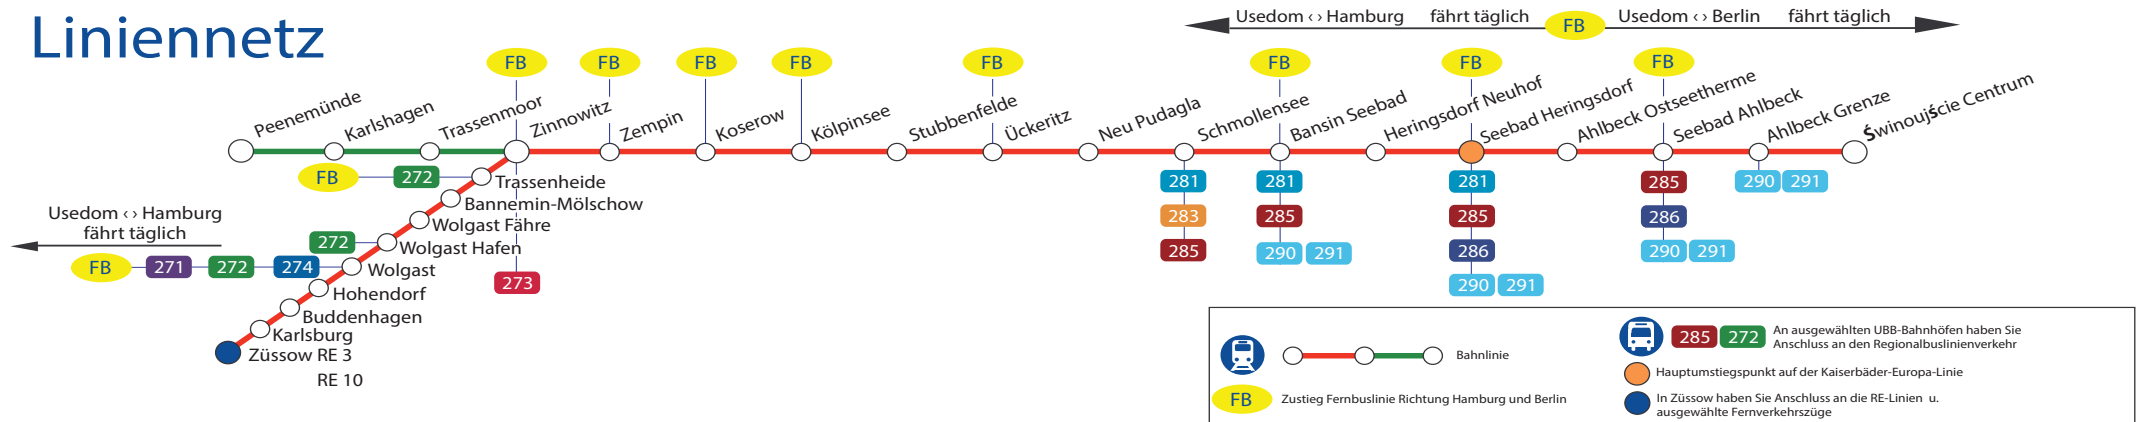 Liniennetz
Usedom ‹ › Hamburg fährt täglich FB Usedom ‹ › Berlin fährt täglich
FB FB FB FB FB FB FB FB
Peenemünde
Karlshagen
Trassenmoor
Zinnowitz
Zempin
Koserow
Kölpinsee
Stubbenfelde
Ückeritz
Neu Pudagla
Schmollensee
Bansin Seebad
Heringsdorf Neuhof
Seebad Heringsdorf
Ahlbeck Ostseetherme
Seebad Ahlbeck
Ahlbeck Grenze
Świnoujście Centrum
FB 272
Trassenheide
Bannemin-Mölschow
Wolgast Fähre
272
Wolgast Hafen
Usedom ‹ › Hamburg
fährt täglich
FB 271 272 274
Wolgast
273
Hohendorf
Buddenhagen
Karlsburg
Züssow RE 3
RE 10
281
283
285
281
285
290 291
281
285
286
290 291
285
286
290 291
290 291
Bahnlinie
FB Zustieg Fernbuslinie Richtung Hamburg und Berlin
285 272 An ausgewählten UBB-Bahnhöfen haben Sie
Anschluss an den Regionalbuslinienverkehr
Hauptumstiegspunkt auf der Kaiserbäder-Europa-Linie
In Züssow haben Sie Anschluss an die RE-Linien u.
ausgewählte Fernverkehrszüge